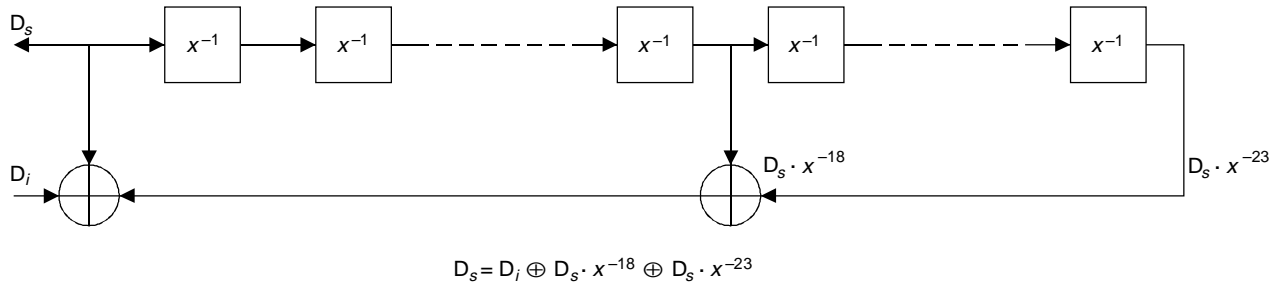 Dₛ
x⁻¹ x⁻¹ x⁻¹ x⁻¹ x⁻¹
Dₛ · x⁻¹⁸ Dₛ · x⁻²³
Dᵢ
Dₛ = Dᵢ ⊕ Dₛ · x⁻¹⁸ ⊕ Dₛ · x⁻²³